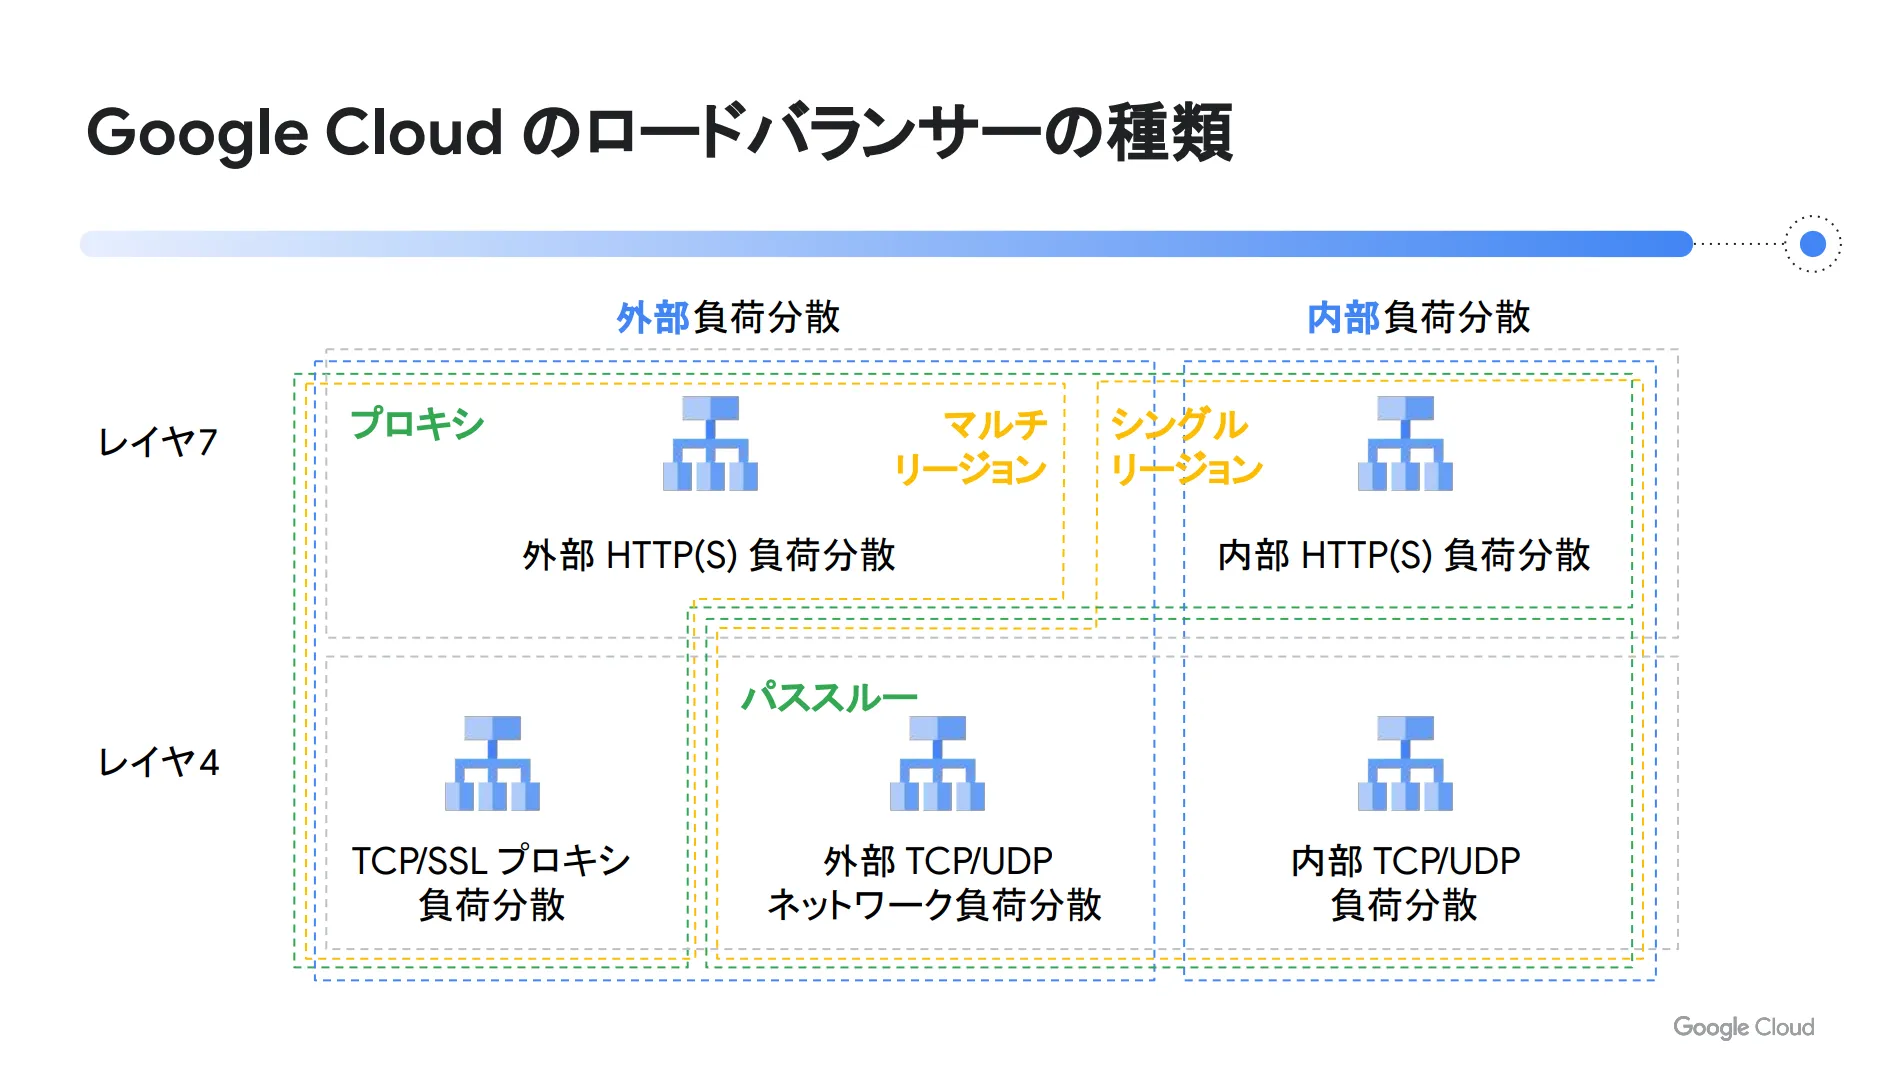 Google Cloud のロードバランサーの種類
外部負荷分散
内部負荷分散
レイヤ7
プロキシ
マルチ
リージョン
シングル
リージョン
外部 HTTP(S) 負荷分散
内部 HTTP(S) 負荷分散
レイヤ4
パススルー
TCP/SSL プロキシ
負荷分散
外部 TCP/UDP
ネットワーク負荷分散
内部 TCP/UDP
負荷分散
Google Cloud